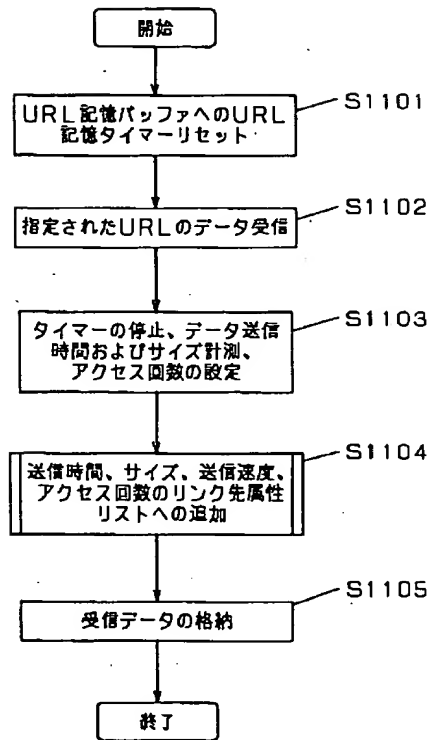 開始
URL記憶バッファへのURL
記憶タイマーリセット
S1101
指定されたURLのデータ受信
S1102
タイマーの停止、データ送信
時間およびサイズ計測、
アクセス回数の設定
S1103
送信時間、サイズ、送信速度、
アクセス回数のリンク先属性
リストへの追加
S1104
受信データの格納
S1105
終了